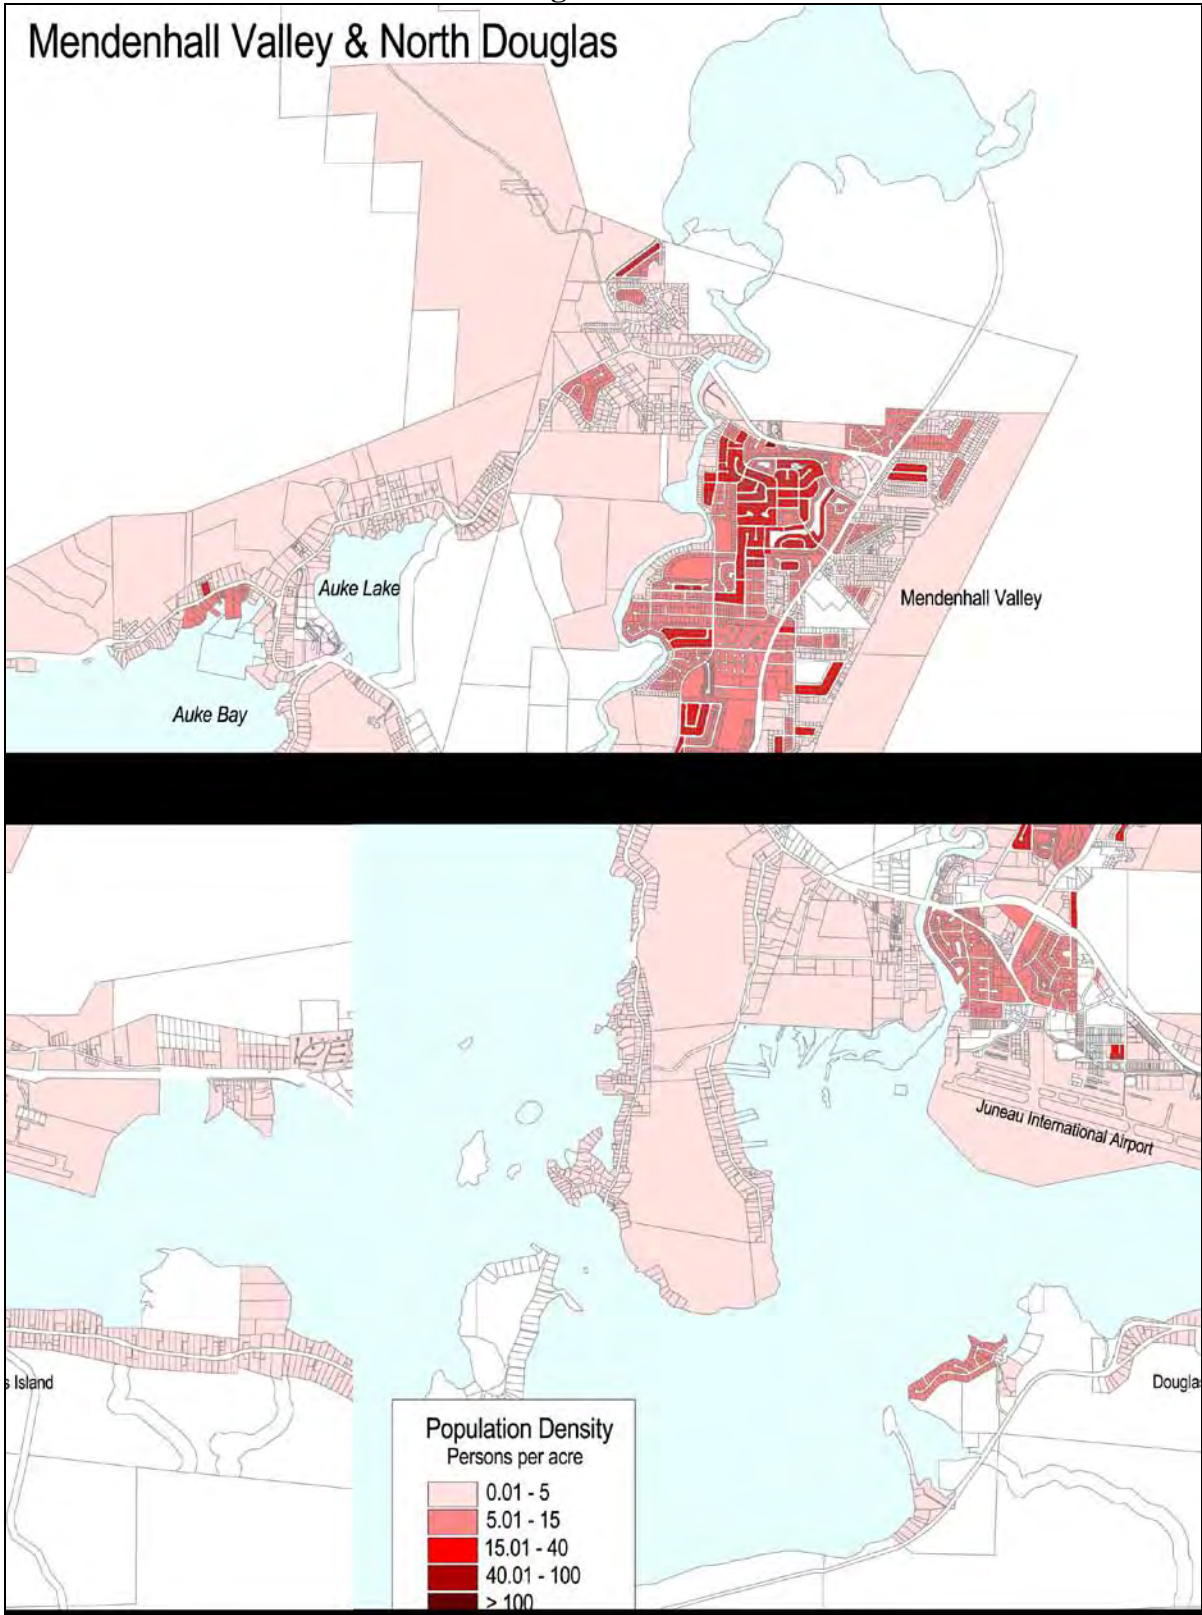 Mendenhall Valley & North Douglas
Auke Lake
Mendenhall Valley
Auke Bay
Juneau International Airport
s Island
Dougla
Population Density
Persons per acre
0.01 - 5
5.01 - 15
15.01 - 40
40.01 - 100
> 100